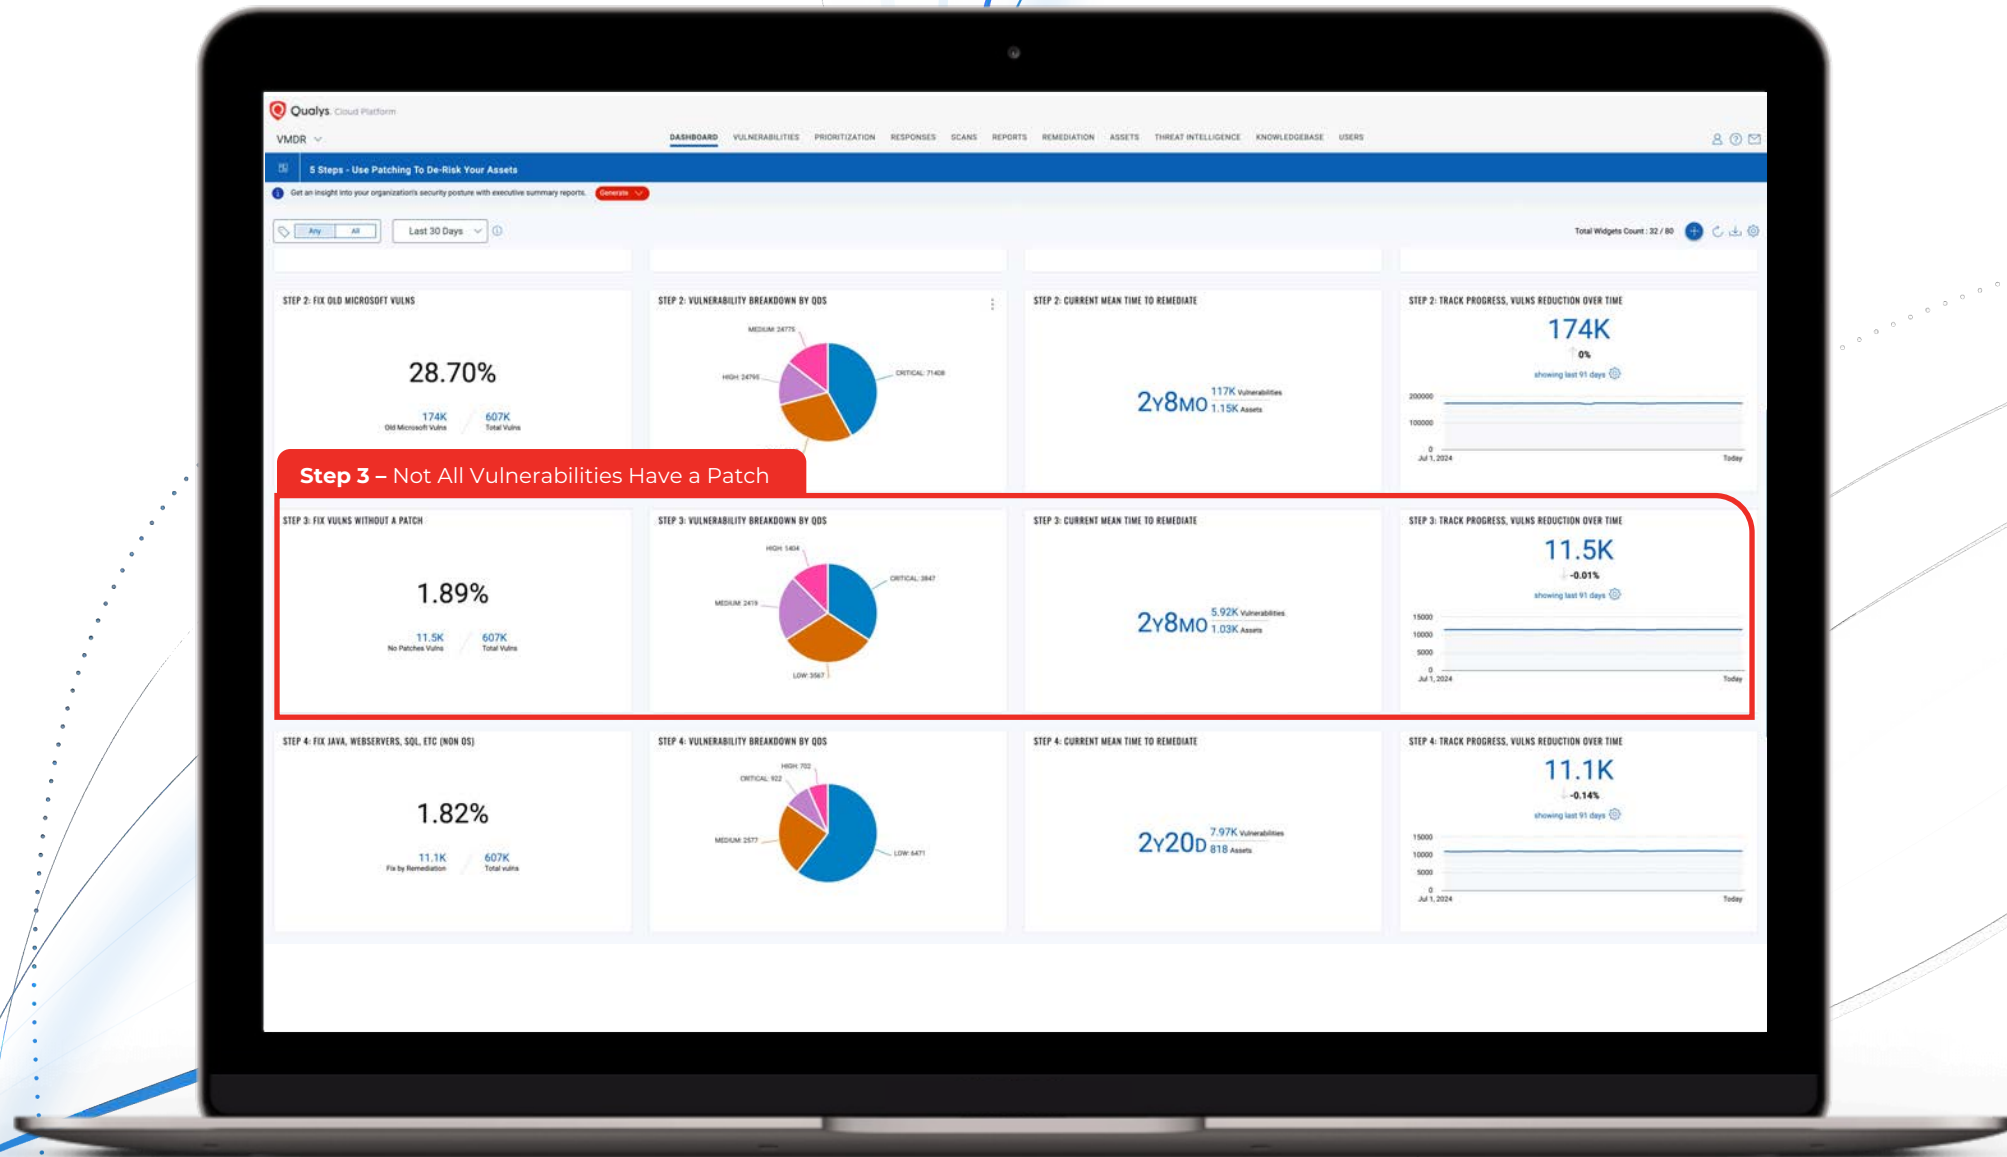 Qualys. Cloud Platform
VMDR
DASHBOARD VULNERABILITIES PRIORITIZATION RESPONSES SCANS REPORTS REMEDIATION ASSETS THREAT INTELLIGENCE KNOWLEDGEBASE USERS
5 Steps - Use Patching To De-Risk Your Assets
Get an insight into your organization's security posture with executive summary reports. Generate
Any All Last 30 Days
Total Widgets Count : 32 / 80
STEP 2: FIX OLD MICROSOFT VULNS
28.70%
174K 607K
Old Microsoft Vulns Total Vulns
STEP 2: VULNERABILITY BREAKDOWN BY QDS
MEDIUM: 24775
HIGH: 24795
CRITICAL: 71408
STEP 2: CURRENT MEAN TIME TO REMEDIATE
2Y8MO
117K Vulnerabilities
1.15K Assets
STEP 2: TRACK PROGRESS, VULNS REDUCTION OVER TIME
174K
0%
showing last 91 days
200000
100000
0
Jul 1, 2024 Today
Step 3 – Not All Vulnerabilities Have a Patch
STEP 3: FIX VULNS WITHOUT A PATCH
1.89%
11.5K 607K
No Patches Vulns Total Vulns
STEP 3: VULNERABILITY BREAKDOWN BY QDS
HIGH: 1404
CRITICAL: 3847
MEDIUM: 2419
LOW: 3567
STEP 3: CURRENT MEAN TIME TO REMEDIATE
2Y8MO
5.92K Vulnerabilities
1.03K Assets
STEP 3: TRACK PROGRESS, VULNS REDUCTION OVER TIME
11.5K
-0.01%
showing last 91 days
15000
10000
5000
0
Jul 1, 2024 Today
STEP 4: FIX JAVA, WEBSERVERS, SQL, ETC (NON OS)
1.82%
11.1K 607K
Fix by Remediation Total vulns
STEP 4: VULNERABILITY BREAKDOWN BY QDS
HIGH: 702
CRITICAL: 922
MEDIUM: 2577
LOW: 6471
STEP 4: CURRENT MEAN TIME TO REMEDIATE
2Y20D
7.97K Vulnerabilities
818 Assets
STEP 4: TRACK PROGRESS, VULNS REDUCTION OVER TIME
11.1K
-0.14%
showing last 91 days
15000
10000
5000
0
Jul 1, 2024 Today